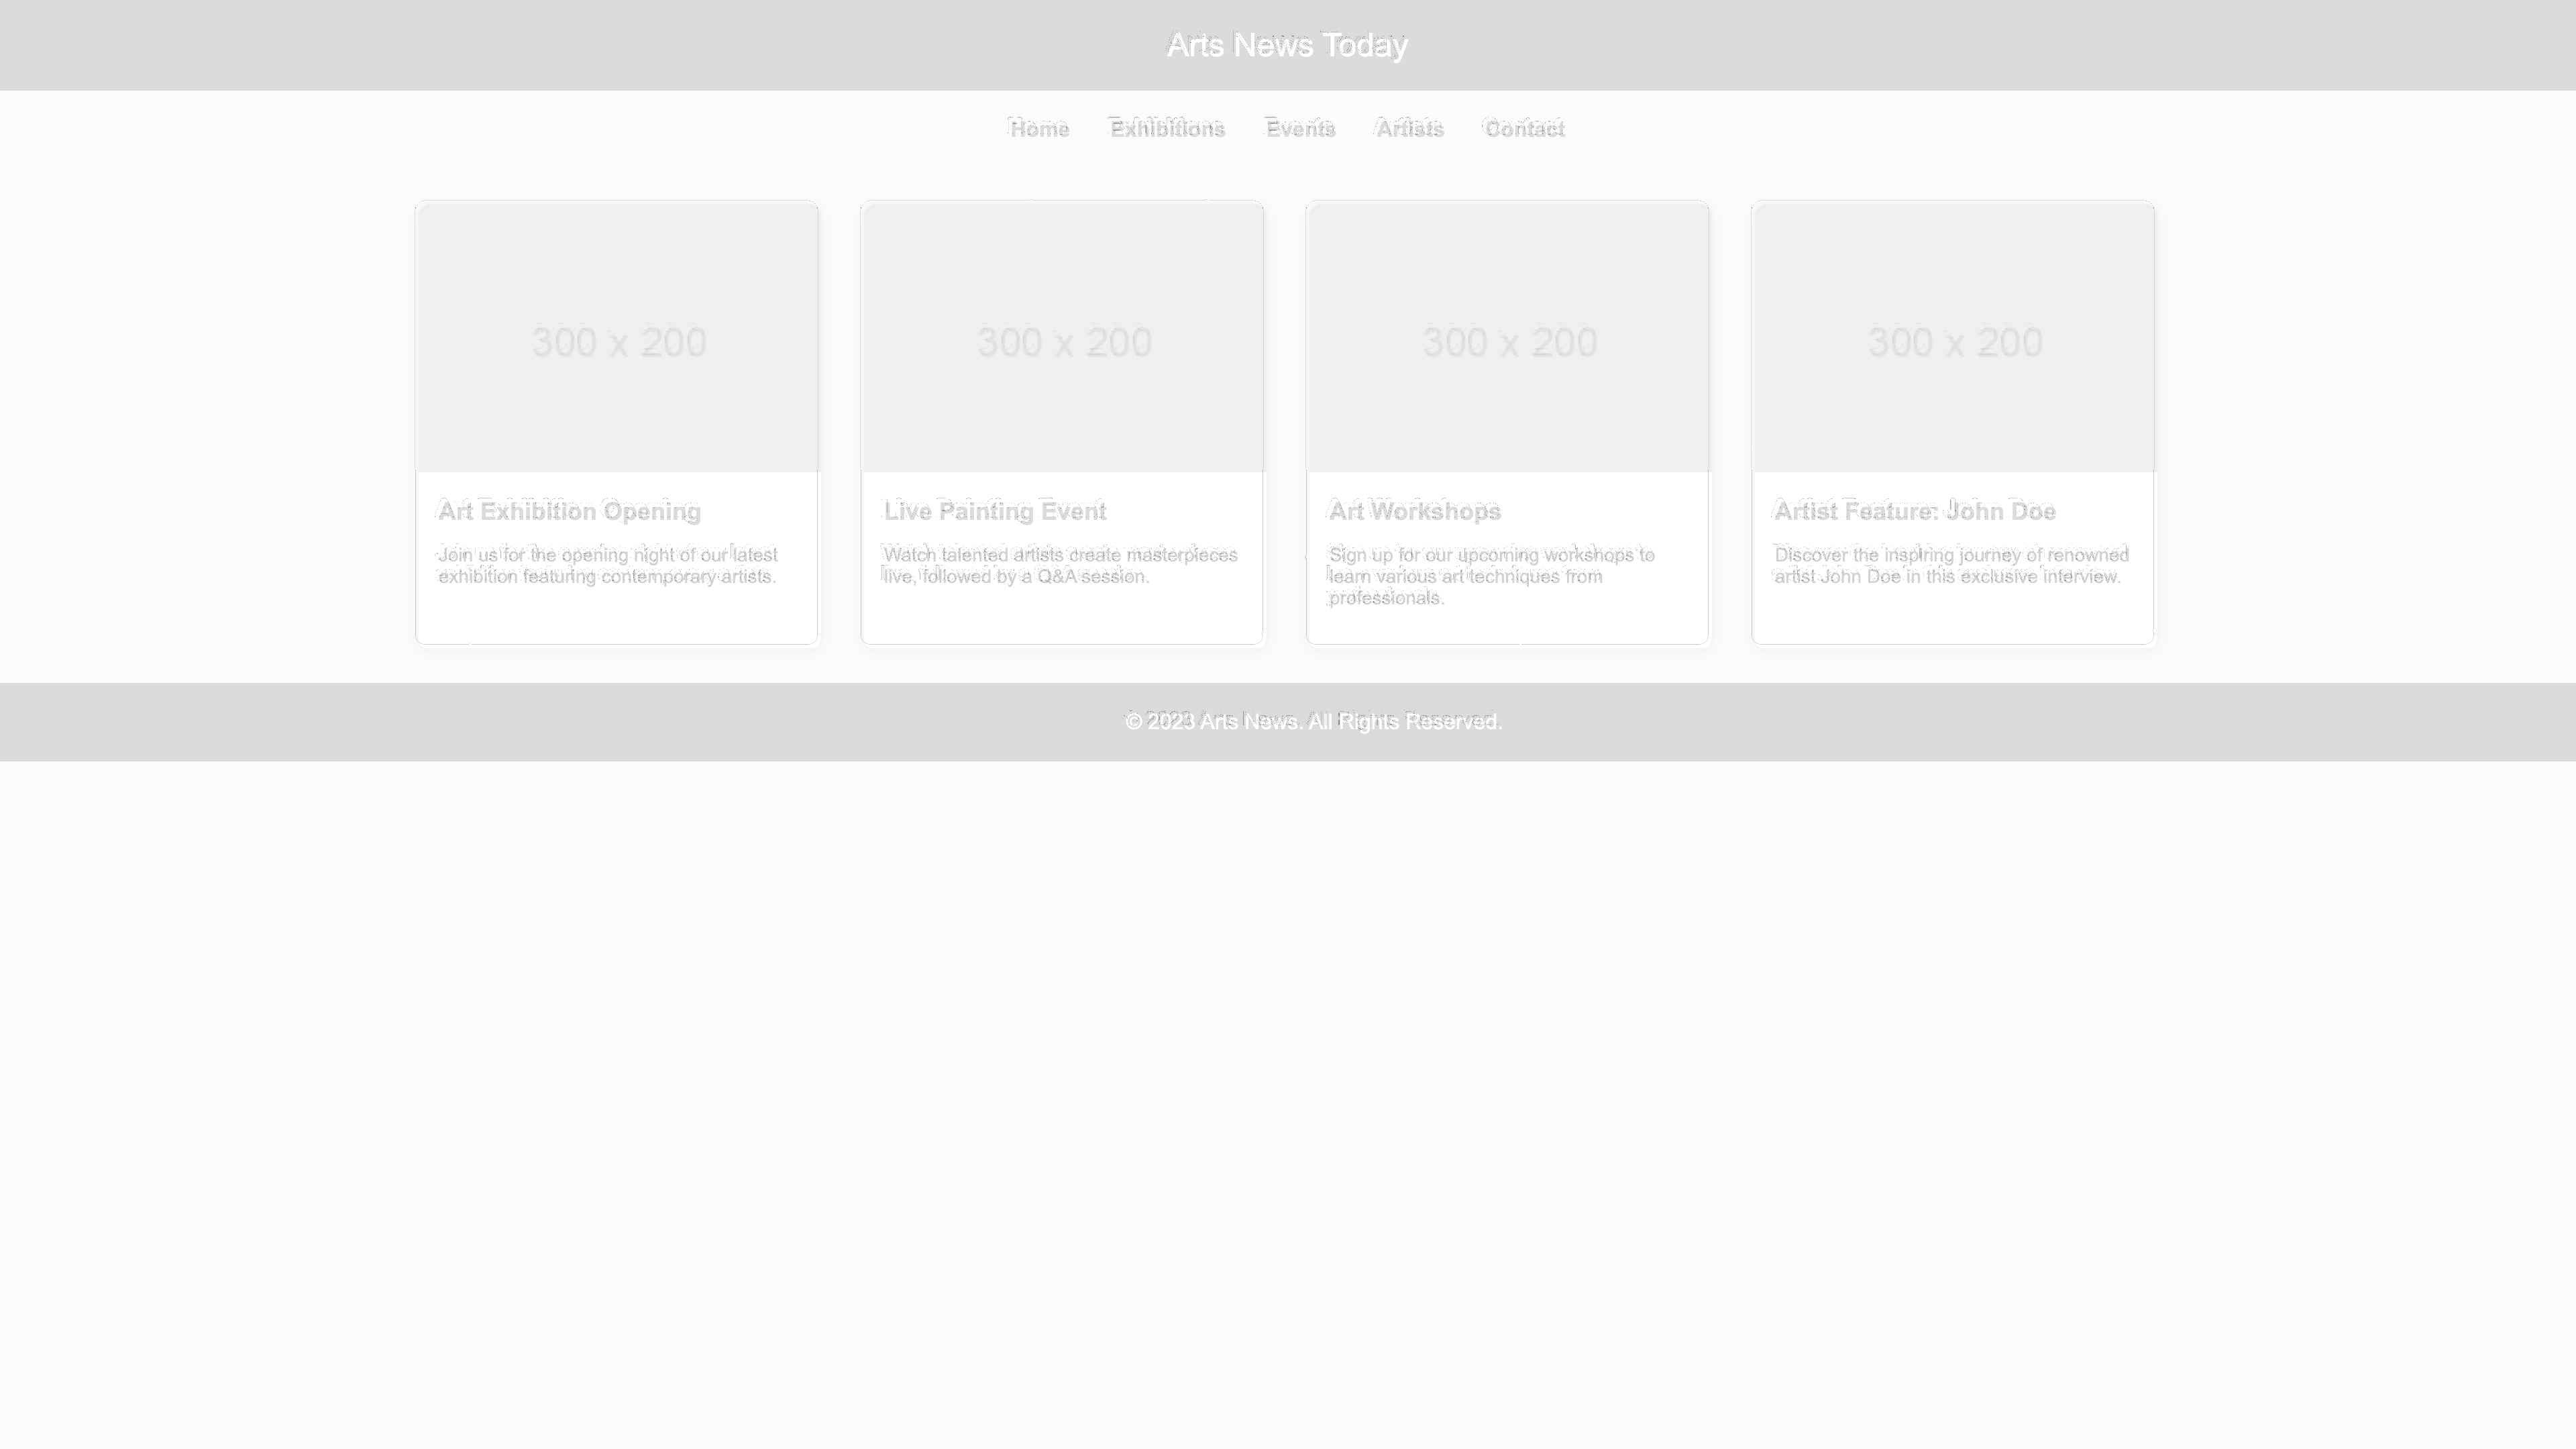 Arts News Today
Home Exhibitions Events Artists Contact
300 x 200
300 x 200
300 x 200
300 x 200
Art Exhibition Opening
Join us for the opening night of our latest
exhibition featuring contemporary artists.
Live Painting Event
Watch talented artists create masterpieces
live, followed by a Q&A session.
Art Workshops
Sign up for our upcoming workshops to
learn various art techniques from
professionals.
Artist Feature: John Doe
Discover the inspiring journey of renowned
artist John Doe in this exclusive interview.
© 2023 Arts News. All Rights Reserved.